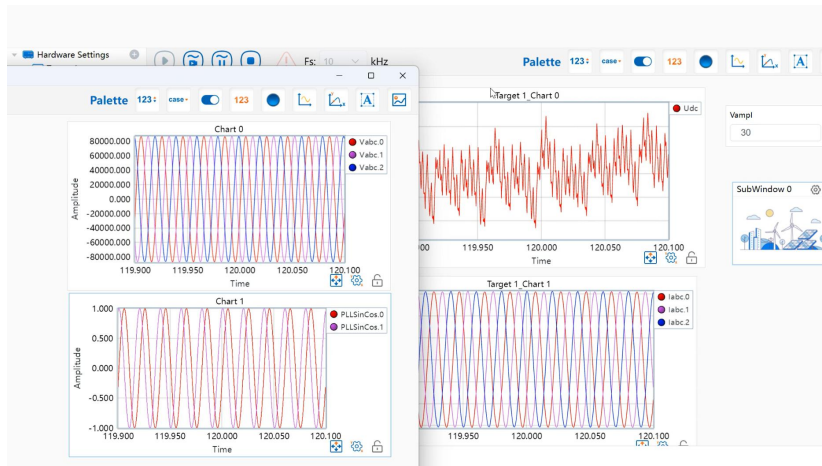 Hardware Settings
Fs: 10 kHz
Palette 123 case 123
Palette 123 case 123
Chart 0
80000.000
60000.000
40000.000
20000.000
0.000
-20000.000
-40000.000
-60000.000
-80000.000
Amplitude
119.900 119.950 120.000 120.050 120.100
Time
Vabc.0
Vabc.1
Vabc.2
Chart 1
1.000
0.500
0.000
-0.500
-1.000
Amplitude
119.900 119.950 120.000 120.050 120.100
Time
PLLSinCos.0
PLLSinCos.1
Target 1_Chart 0
Udc
119.950 120.000 120.050 120.100
Time
Target 1_Chart 1
Iabc.0
Iabc.1
Iabc.2
119.950 120.000 120.050 120.100
Time
Vampl
30
SubWindow 0